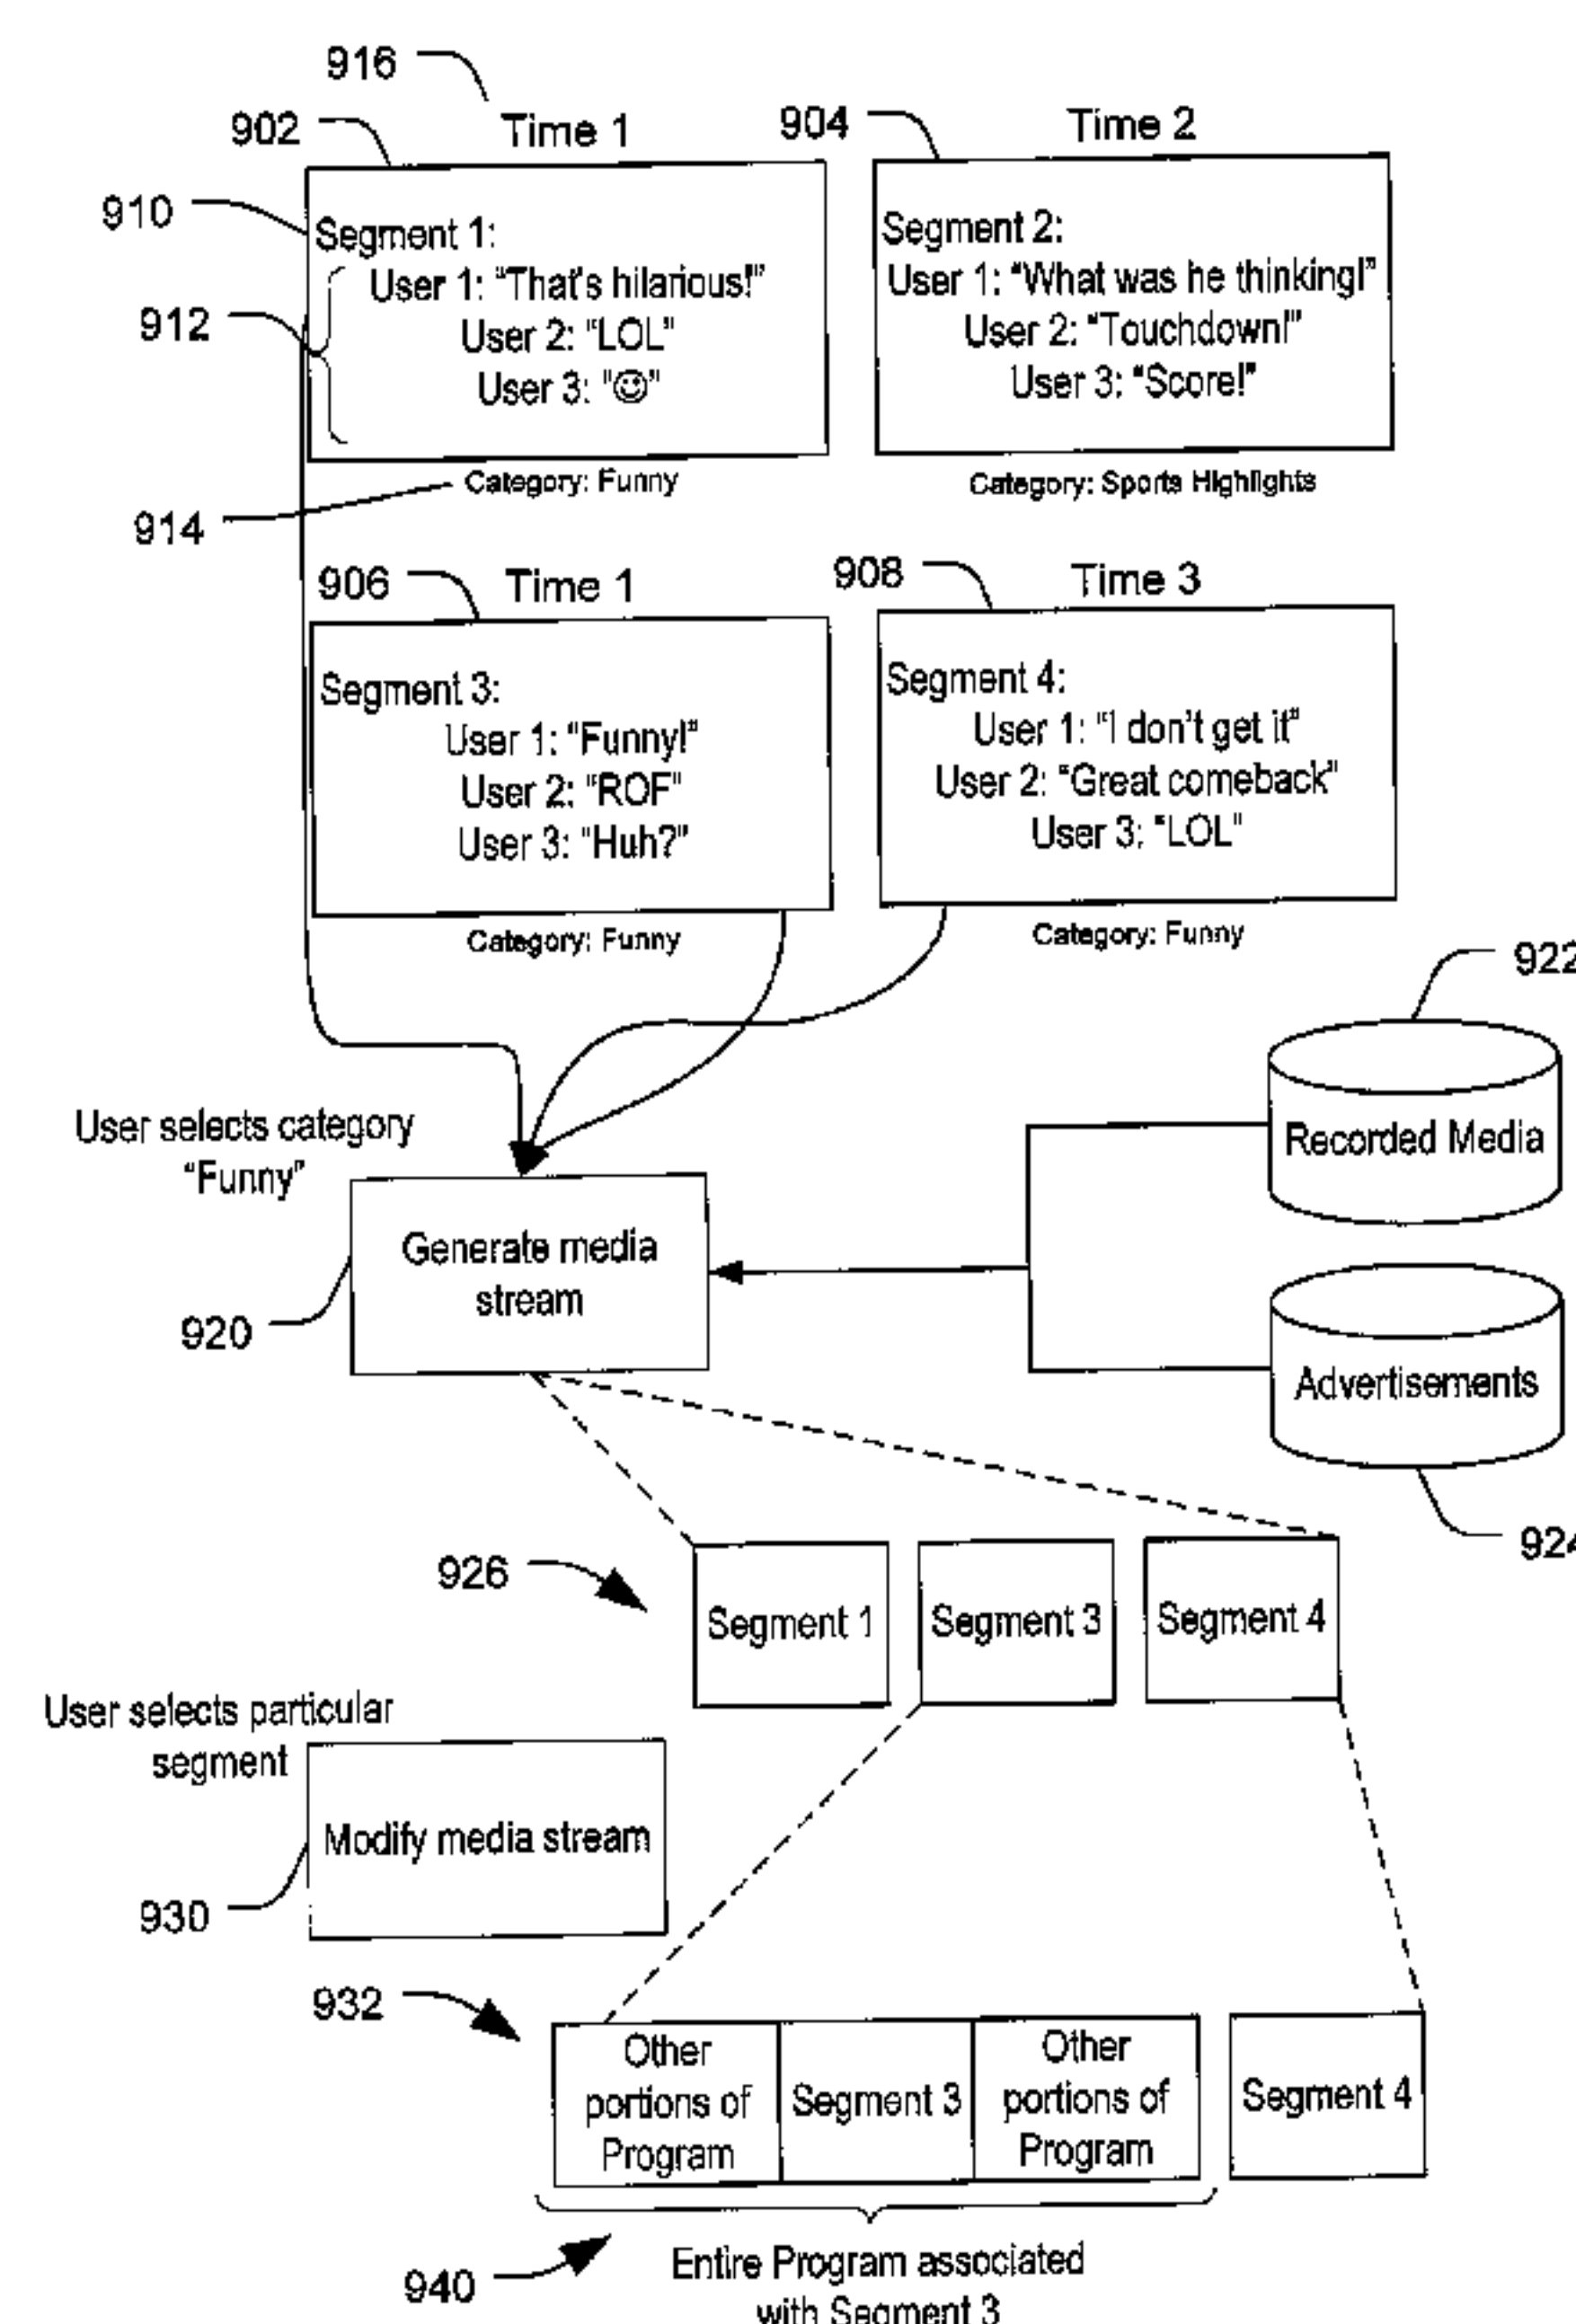 916
902
Time 1
904
Time 2
910
Segment 1:
User 1: "That's hilarious!"
912
User 2: "LOL"
User 3: "☺"
Category: Funny
914
Segment 2:
User 1: "What was he thinking!"
User 2: "Touchdown!"
User 3: "Score!"
Category: Sports Highlights
906
Time 1
908
Time 3
Segment 3:
User 1: "Funny!"
User 2: "ROF"
User 3: "Huh?"
Category: Funny
Segment 4:
User 1: "I don't get it"
User 2: "Great comeback"
User 3: "LOL"
Category: Funny
922
Recorded Media
User selects category
"Funny"
Generate media
stream
920
Advertisements
924
926
Segment 1
Segment 3
Segment 4
User selects particular
segment
Modify media stream
930
932
Other
portions of
Program
Segment 3
Other
portions of
Program
Segment 4
940
Entire Program associated
with Segment 3